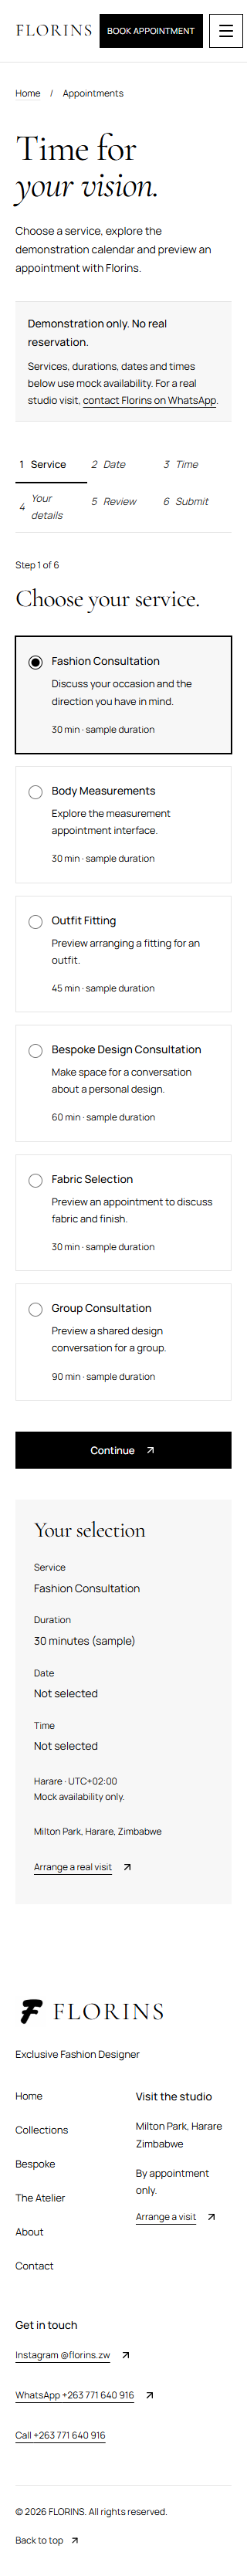 FLORINS
BOOK APPOINTMENT
Home / Appointments
Time for
your vision.
Choose a service, explore the
demonstration calendar and preview an
appointment with Florins.
Demonstration only. No real
reservation.
Services, durations, dates and times
below use mock availability. For a real
studio visit, contact Florins on WhatsApp.
1 Service
2 Date
3 Time
4 Your
details
5 Review
6 Submit
Step 1 of 6
Choose your service.
Fashion Consultation
Discuss your occasion and the
direction you have in mind.
30 min · sample duration
Body Measurements
Explore the measurement
appointment interface.
30 min · sample duration
Outfit Fitting
Preview arranging a fitting for an
outfit.
45 min · sample duration
Bespoke Design Consultation
Make space for a conversation
about a personal design.
60 min · sample duration
Fabric Selection
Preview an appointment to discuss
fabric and finish.
30 min · sample duration
Group Consultation
Preview a shared design
conversation for a group.
90 min · sample duration
Continue
Your selection
Service
Fashion Consultation
Duration
30 minutes (sample)
Date
Not selected
Time
Not selected
Harare · UTC+02:00
Mock availability only.
Milton Park, Harare, Zimbabwe
Arrange a real visit
FLORINS
Exclusive Fashion Designer
Home
Collections
Bespoke
The Atelier
About
Contact
Visit the studio
Milton Park, Harare
Zimbabwe
By appointment
only.
Arrange a visit
Get in touch
Instagram @florins.zw
WhatsApp +263 771 640 916
Call +263 771 640 916
© 2026 FLORINS. All rights reserved.
Back to top